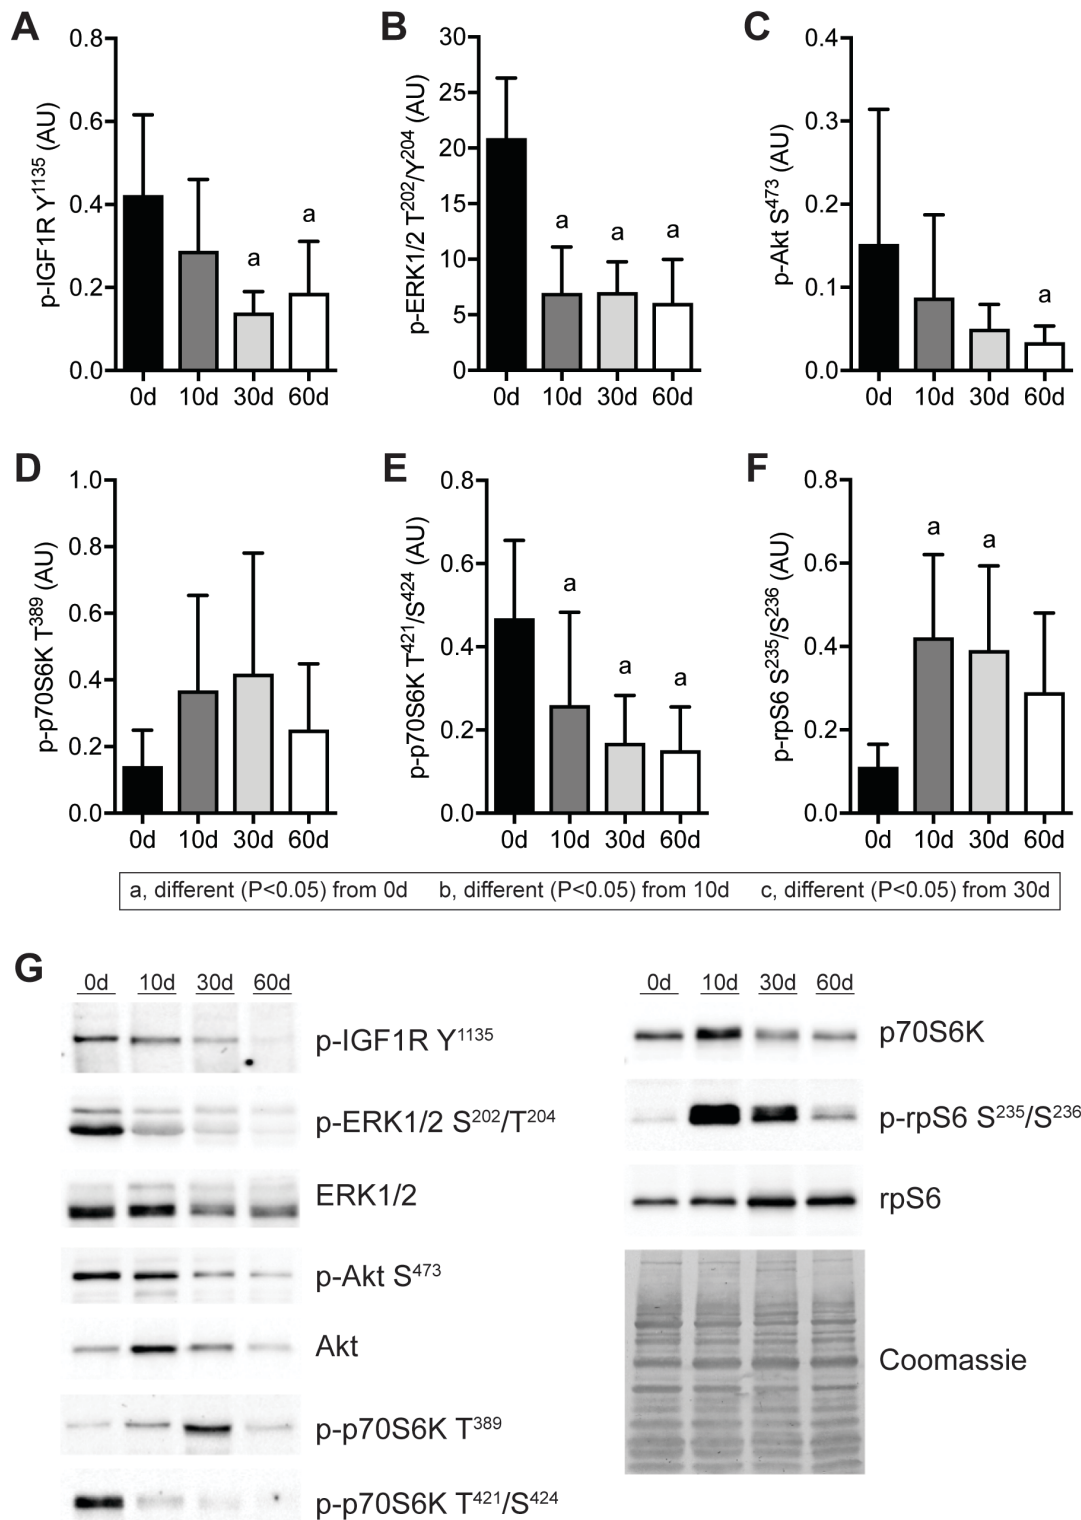 A
B
C
p-IGF1R Y1135 (AU)
0.8
0.6
0.4
0.2
0.0
a
a
0d 10d 30d 60d
p-ERK1/2 T202/Y204 (AU)
30
25
20
15
10
5
0
a
a
a
0d 10d 30d 60d
p-Akt S473 (AU)
0.4
0.3
0.2
0.1
0.0
a
0d 10d 30d 60d
D
E
F
p-p70S6K T389 (AU)
1.0
0.8
0.6
0.4
0.2
0.0
0d 10d 30d 60d
p-p70S6K T421/S424 (AU)
0.8
0.6
0.4
0.2
0.0
a
a
a
0d 10d 30d 60d
p-rpS6 S235/S236 (AU)
0.8
0.6
0.4
0.2
0.0
a
a
0d 10d 30d 60d
a, different (P<0.05) from 0d b, different (P<0.05) from 10d c, different (P<0.05) from 30d
G
0d 10d 30d 60d
p-IGF1R Y1135
p-ERK1/2 S202/T204
ERK1/2
p-Akt S473
Akt
p-p70S6K T389
p-p70S6K T421/S424
0d 10d 30d 60d
p70S6K
p-rpS6 S235/S236
rpS6
Coomassie